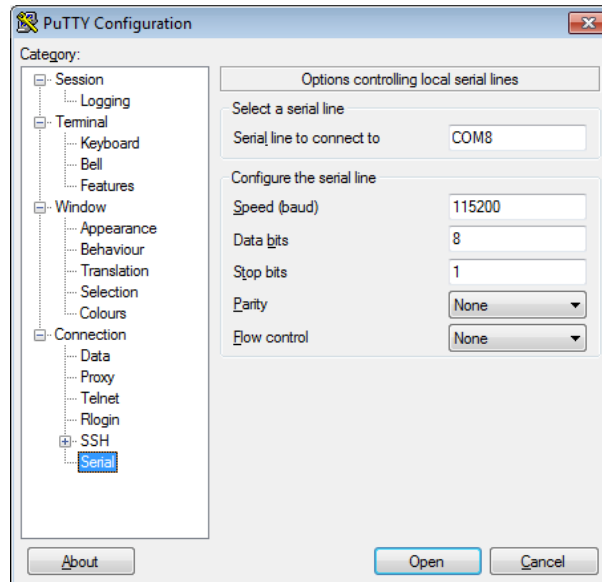 PuTTY Configuration
Category:
Session
Logging
Terminal
Keyboard
Bell
Features
Window
Appearance
Behaviour
Translation
Selection
Colours
Connection
Data
Proxy
Telnet
Rlogin
SSH
Serial
Options controlling local serial lines
Select a serial line
Serial line to connect to COM8
Configure the serial line
Speed (baud) 115200
Data bits 8
Stop bits 1
Parity None
Flow control None
About Open Cancel